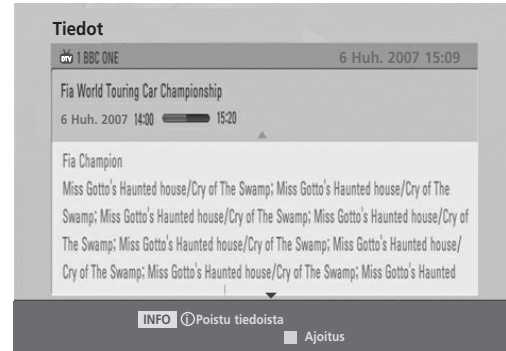 Tiedot
DTV 1 BBC ONE 6 Huh. 2007 15:09
Fia World Touring Car Championship
6 Huh. 2007 14:00 15:20
Fia Champion
Miss Gotto's Haunted house/Cry of The Swamp; Miss Gotto's Haunted house/Cry of The
Swamp; Miss Gotto's Haunted house/Cry of The Swamp; Miss Gotto's Haunted house/Cry of
The Swamp; Miss Gotto's Haunted house/Cry of The Swamp; Miss Gotto's Haunted house/
Cry of The Swamp; Miss Gotto's Haunted house/Cry of The Swamp; Miss Gotto's Haunted
INFO ⓘ Poistu tiedoista
Ajoitus